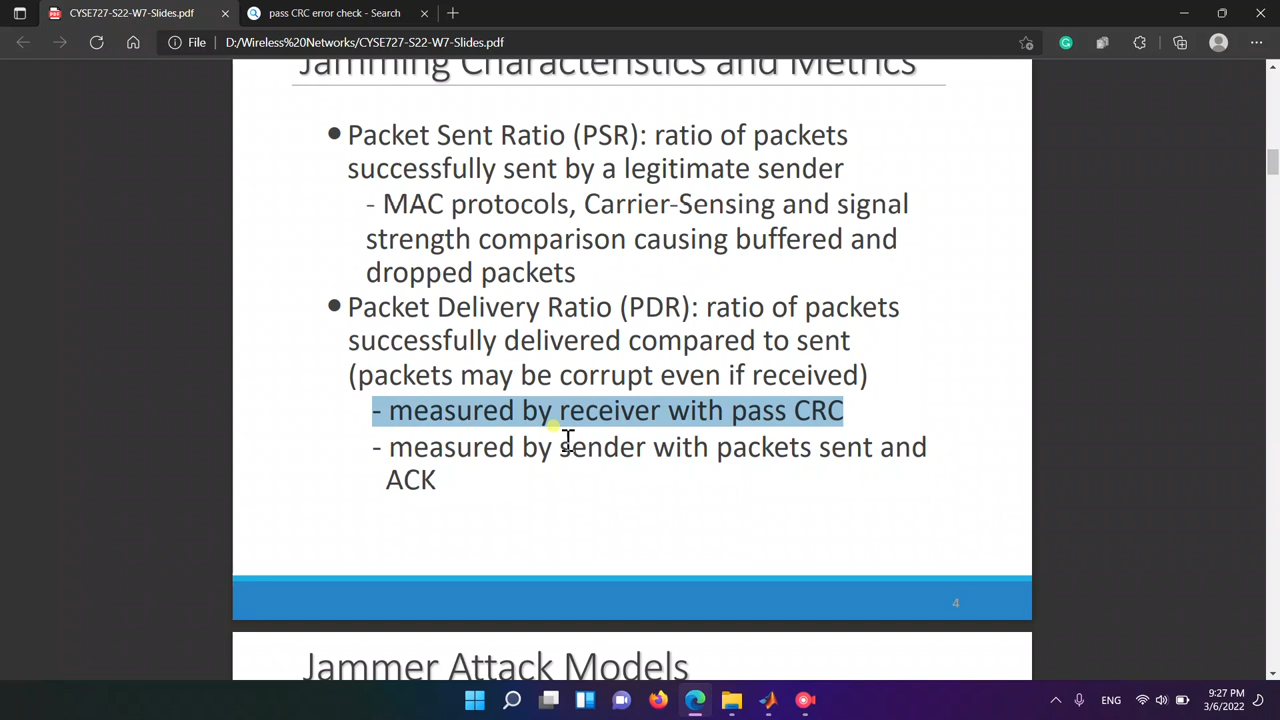 CYSE727-S22-W7-Slides.pdf
pass CRC error check - Search
File
D:/Wireless%20Networks/CYSE727-S22-W7-Slides.pdf
Jamming Characteristics and Metrics
• Packet Sent Ratio (PSR): ratio of packets
successfully sent by a legitimate sender
- MAC protocols, Carrier-Sensing and signal
strength comparison causing buffered and
dropped packets
• Packet Delivery Ratio (PDR): ratio of packets
successfully delivered compared to sent
(packets may be corrupt even if received)
- measured by receiver with pass CRC
- measured by sender with packets sent and
ACK
4
Jammer Attack Models
ENG
9:27 PM
3/6/2022